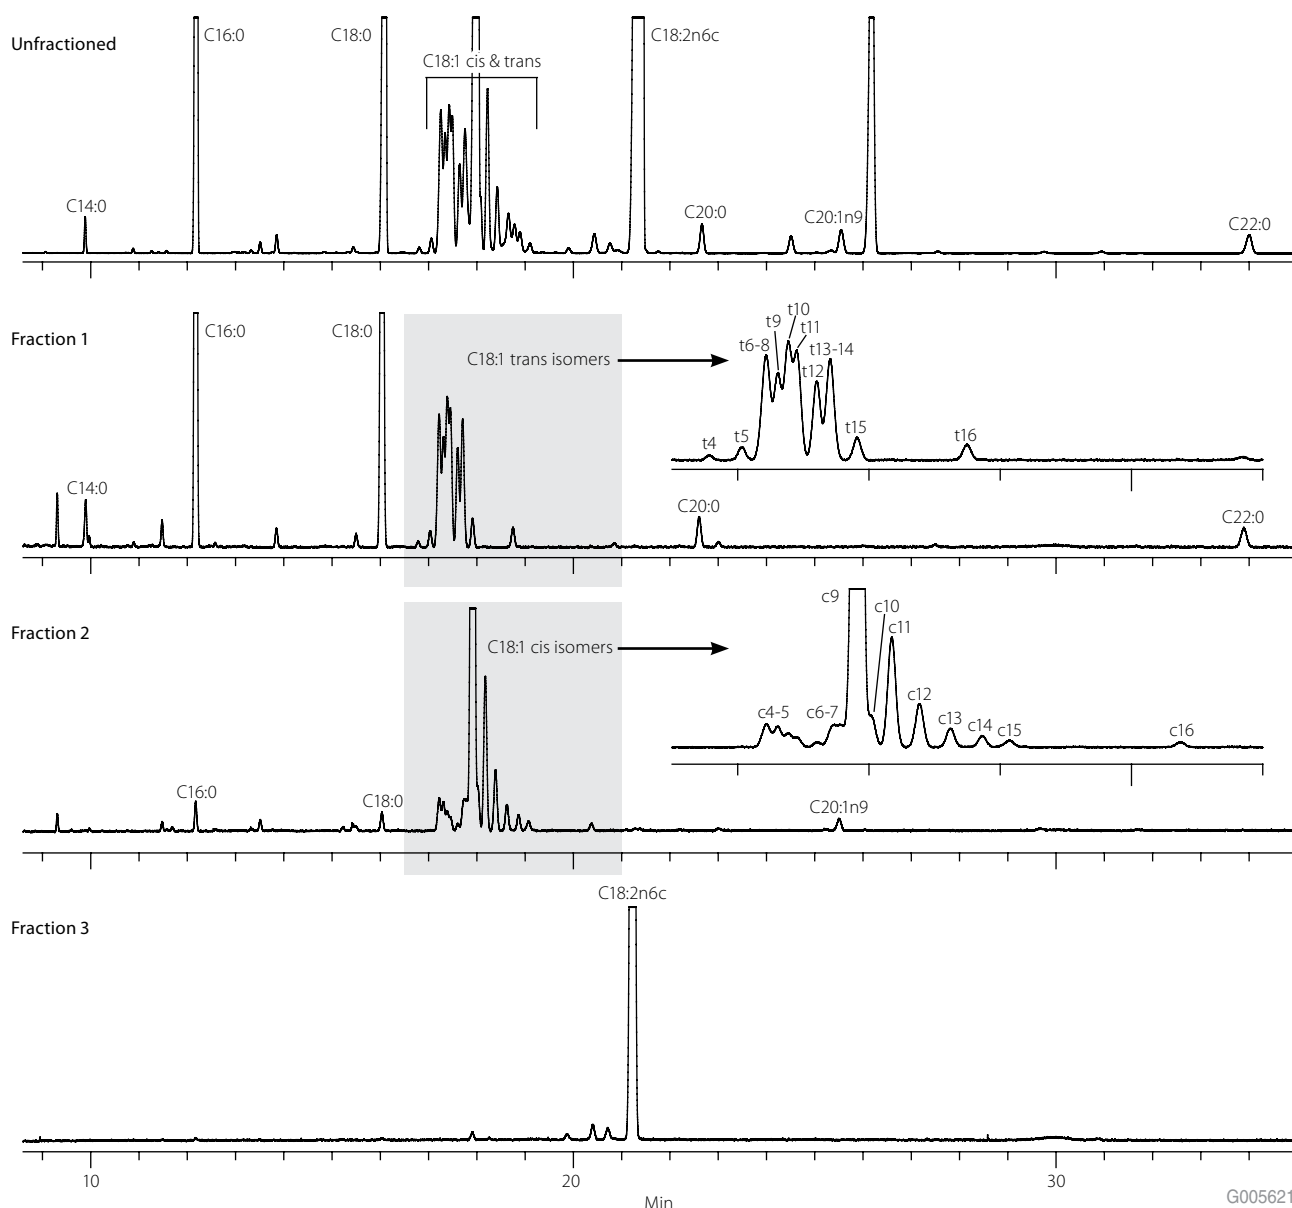 Unfractioned
C14:0
C16:0
C18:0
C18:1 cis & trans
C18:2n6c
C20:0
C20:1n9
C22:0
Fraction 1
C14:0
C16:0
C18:0
C18:1 trans isomers
t4
t5
t6-8
t9
t10
t11
t12
t13-14
t15
t16
C20:0
C22:0
Fraction 2
C16:0
C18:0
C18:1 cis isomers
c4-5
c6-7
c9
c10
c11
c12
c13
c14
c15
c16
C20:1n9
Fraction 3
C18:2n6c
10
20
30
Min
G005621